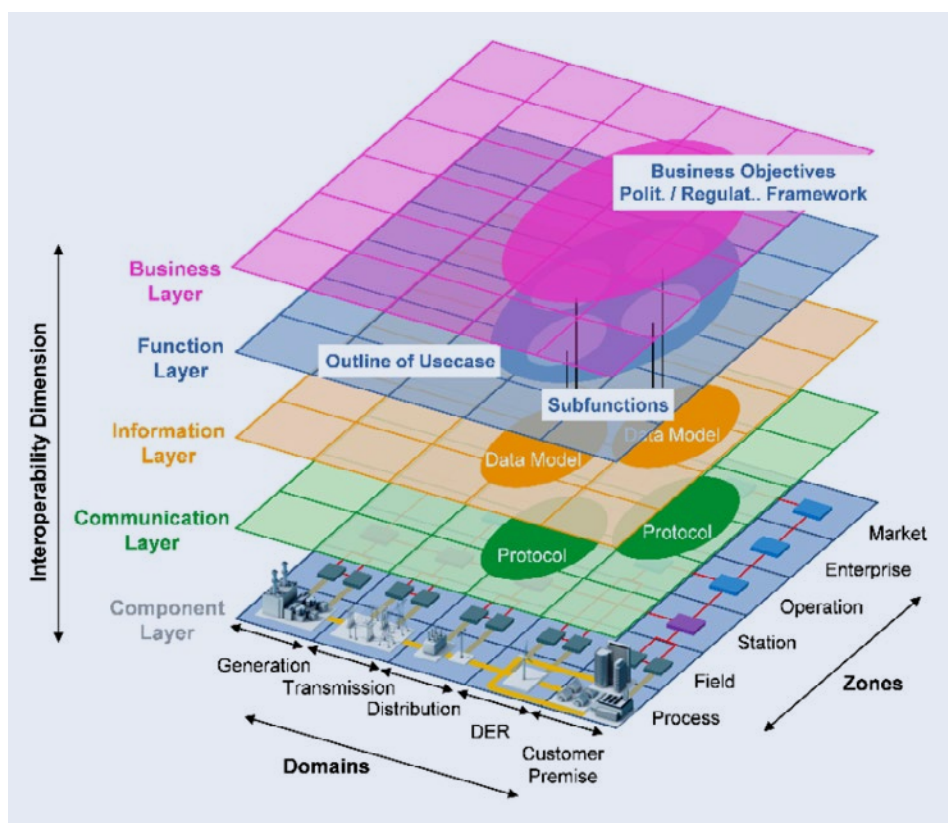 Business Objectives
Polit. / Regulat.. Framework
Business
Layer
Function
Layer
Outline of Usecase
Subfunctions
Information
Layer
Data Model
Data Model
Communication
Layer
Protocol
Protocol
Component
Layer
Interoperability Dimension
Market
Enterprise
Operation
Station
Field
Process
Zones
Generation
Transmission
Distribution
DER
Customer
Premise
Domains